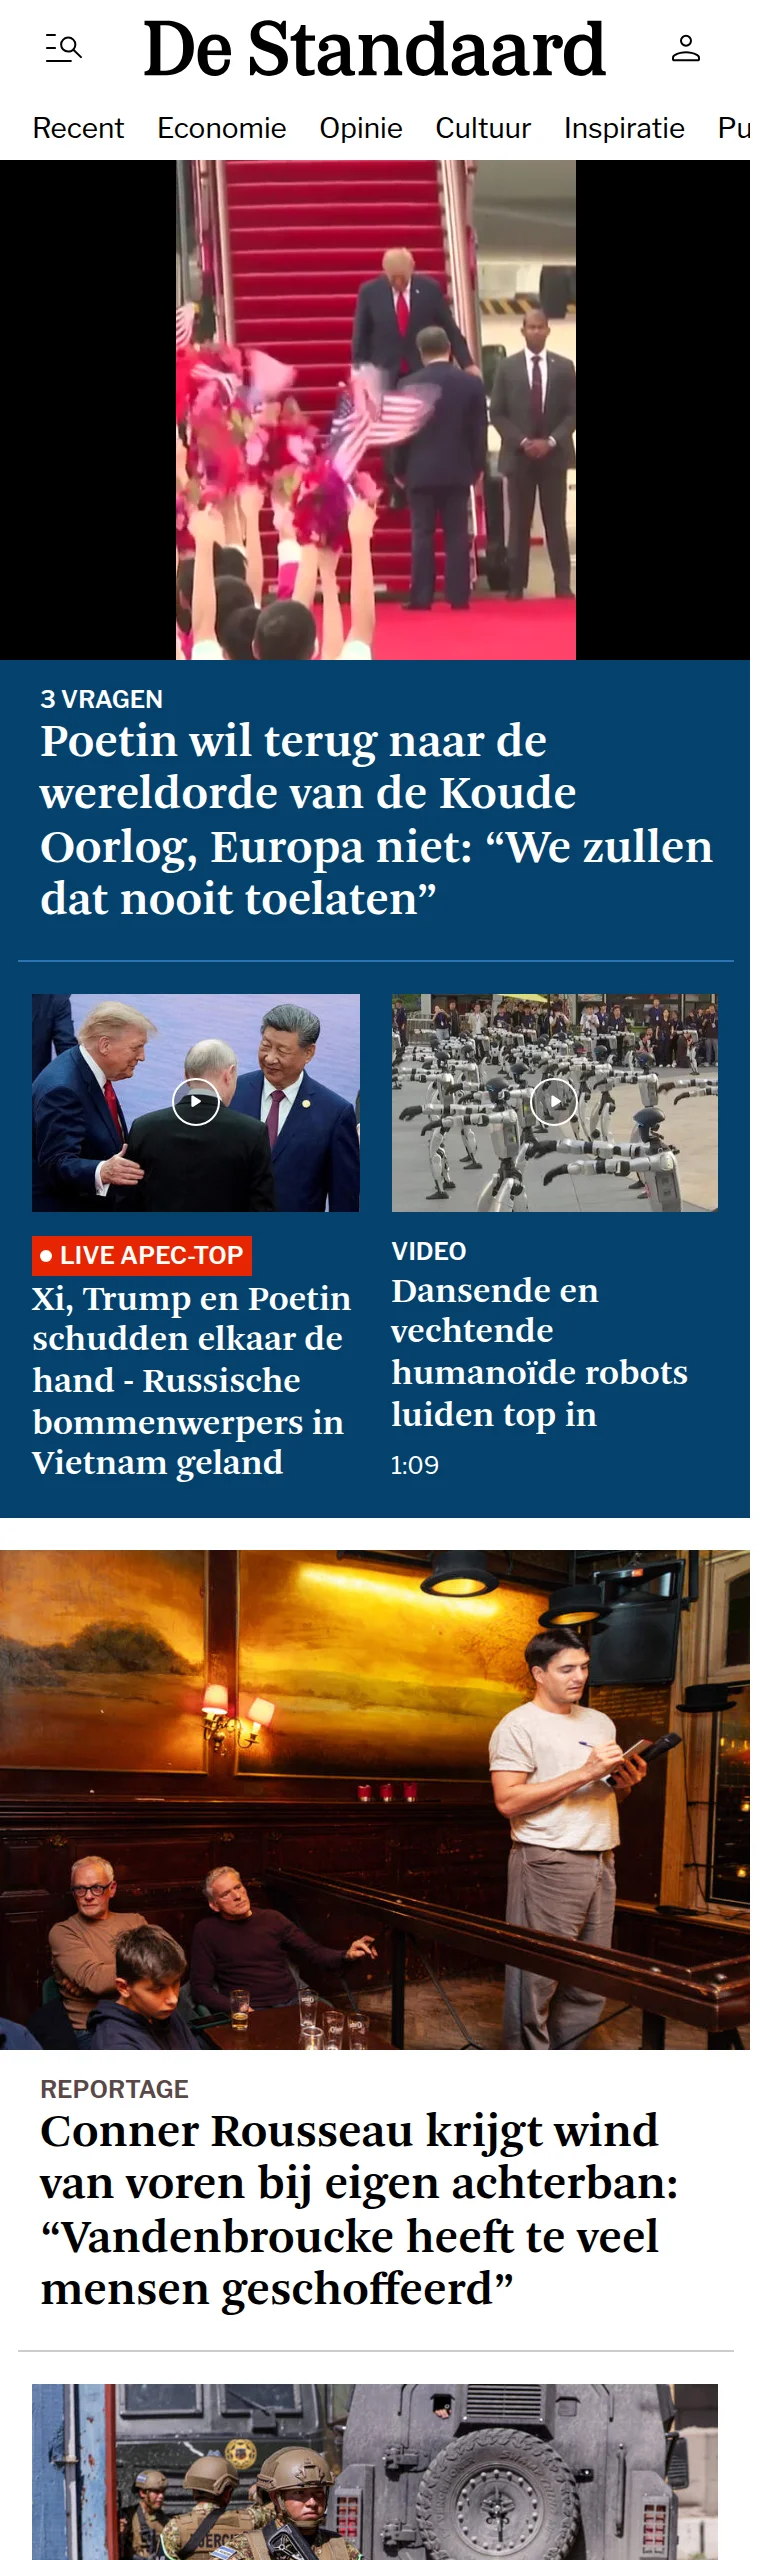 De Standaard
Recent Economie Opinie Cultuur Inspiratie Pu
3 VRAGEN
Poetin wil terug naar de
wereldorde van de Koude
Oorlog, Europa niet: “We zullen
dat nooit toelaten”
LIVE APEC-TOP
Xi, Trump en Poetin
schudden elkaar de
hand - Russische
bommenwerpers in
Vietnam geland
VIDEO
Dansende en
vechtende
humanoïde robots
luiden top in
1:09
REPORTAGE
Conner Rousseau krijgt wind
van voren bij eigen achterban:
“Vandenbroucke heeft te veel
mensen geschoffeerd”